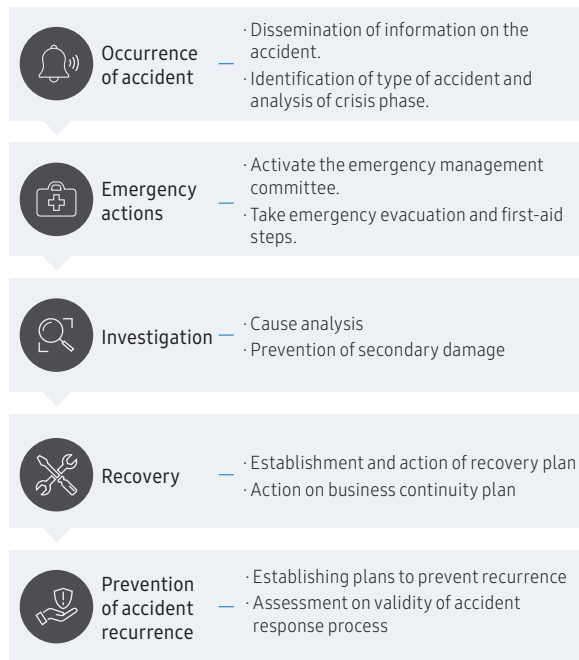 Occurrence
of accident
· Dissemination of information on the
accident.
· Identification of type of accident and
analysis of crisis phase.
Emergency
actions
· Activate the emergency management
committee.
· Take emergency evacuation and first-aid
steps.
Investigation
· Cause analysis
· Prevention of secondary damage
Recovery
· Establishment and action of recovery plan
· Action on business continuity plan
Prevention
of accident
recurrence
· Establishing plans to prevent recurrence
· Assessment on validity of accident
response process